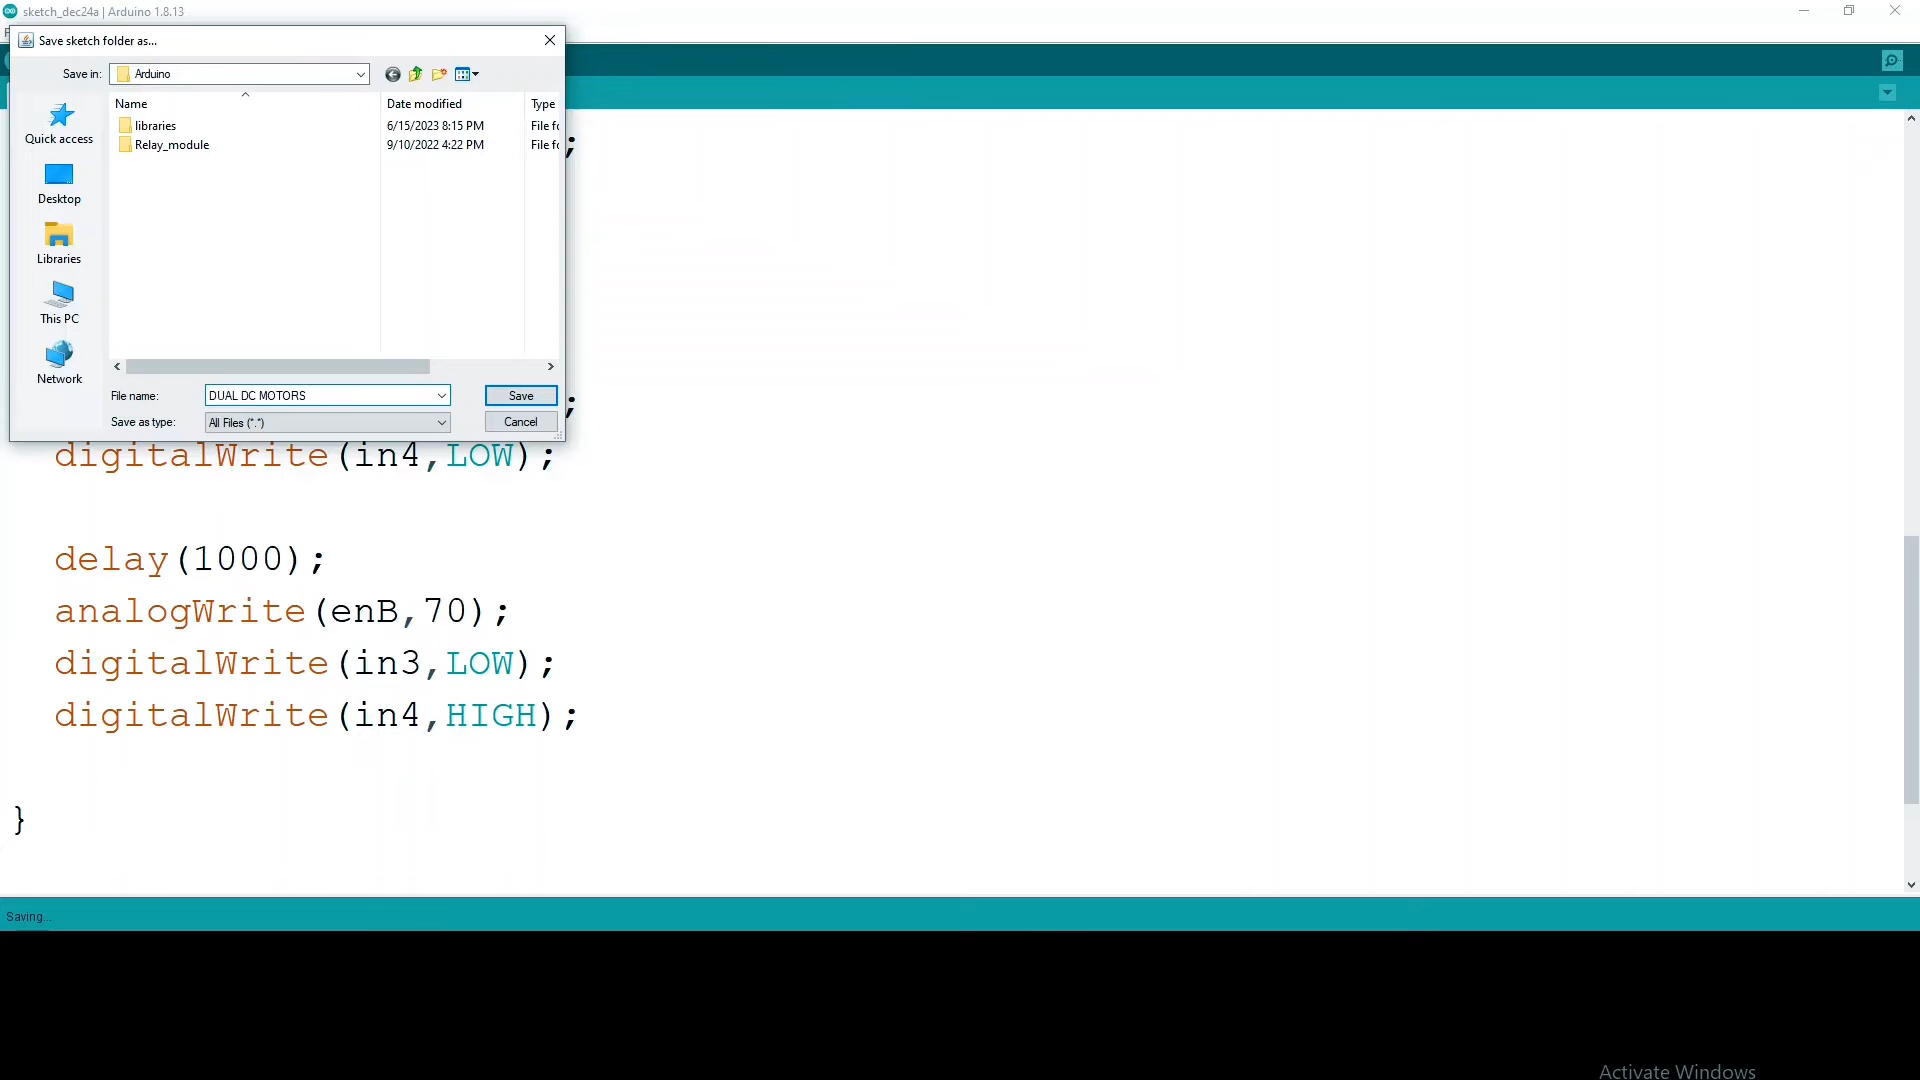 sketch_dec24a | Arduino 1.8.13
Save sketch folder as...
Save in: Arduino
Name Date modified Type
libraries 6/15/2023 8:15 PM File fo
Relay_module 9/10/2022 4:22 PM File fo
Quick access
Desktop
Libraries
This PC
Network
File name: DUAL DC MOTORS Save
Save as type: All Files (*.*) Cancel
;
;
digitalWrite(in4,LOW);
delay(1000);
analogWrite(enB,70);
digitalWrite(in3,LOW);
digitalWrite(in4,HIGH);
}
Saving...
Activate Windows